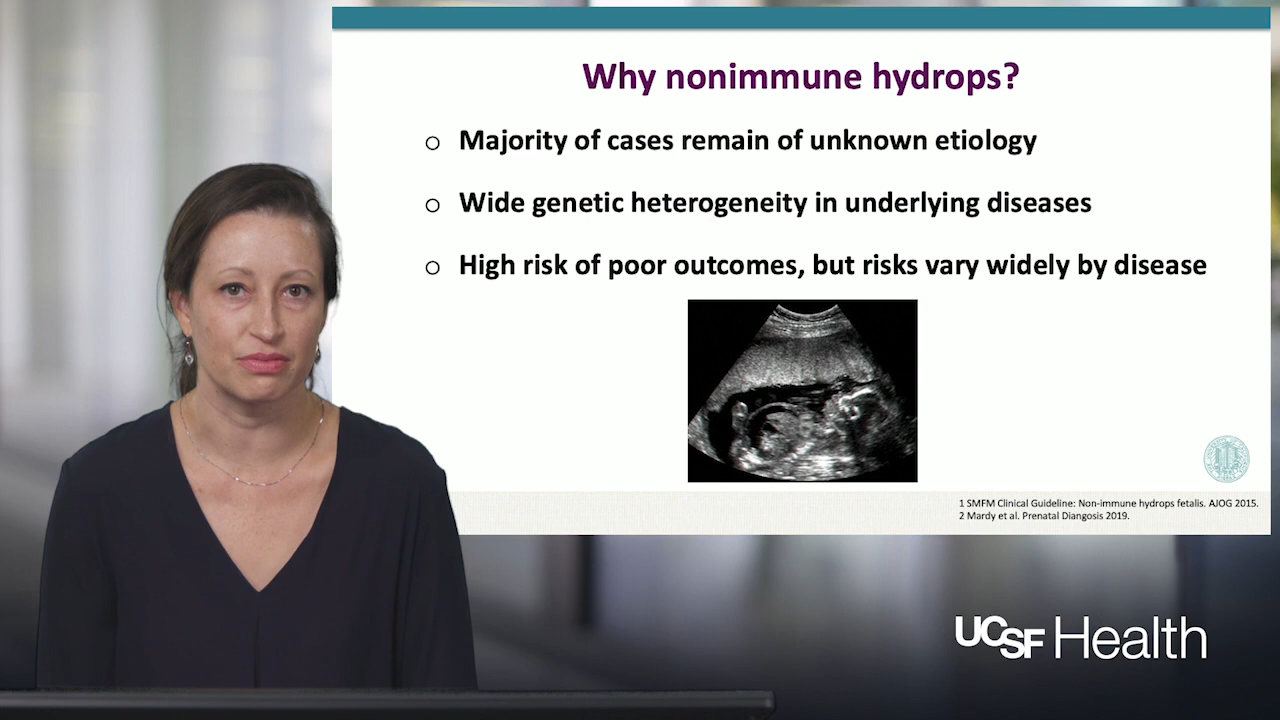 Why nonimmune hydrops?
o Majority of cases remain of unknown etiology
o Wide genetic heterogeneity in underlying diseases
o High risk of poor outcomes, but risks vary widely by disease
1 SMFM Clinical Guideline: Non-immune hydrops fetalis. AJOG 2015.
2 Mardy et al. Prenatal Diangosis 2019.
UCSF Health